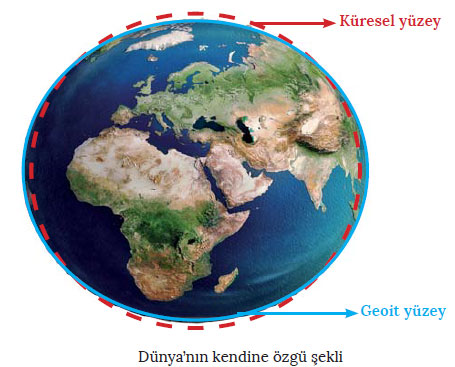 Küresel yüzey
Geoit yüzey
Dünya’nın kendine özgü şekli